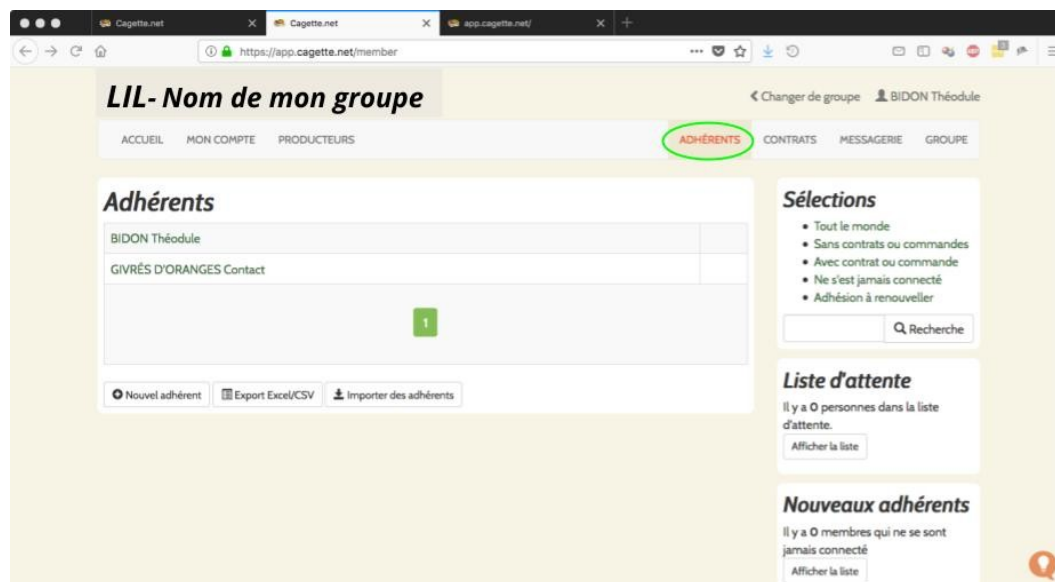 Cagette.net
Cagette.net
app.cagette.net/
https://app.cagette.net/member
LIL- Nom de mon groupe
Changer de groupe BIDON Théodule
ACCUEIL MON COMPTE PRODUCTEURS ADHÉRENTS CONTRATS MESSAGERIE GROUPE
Adhérents
BIDON Théodule
GIVRÉS D'ORANGES Contact
1
Nouvel adhérent Export Excel/CSV Importer des adhérents
Sélections
Tout le monde
Sans contrats ou commandes
Avec contrat ou commande
Ne s'est jamais connecté
Adhésion à renouveller
Recherche
Liste d'attente
Il y a 0 personnes dans la liste
d'attente.
Afficher la liste
Nouveaux adhérents
Il y a 0 membres qui ne se sont
jamais connecté
Afficher la liste